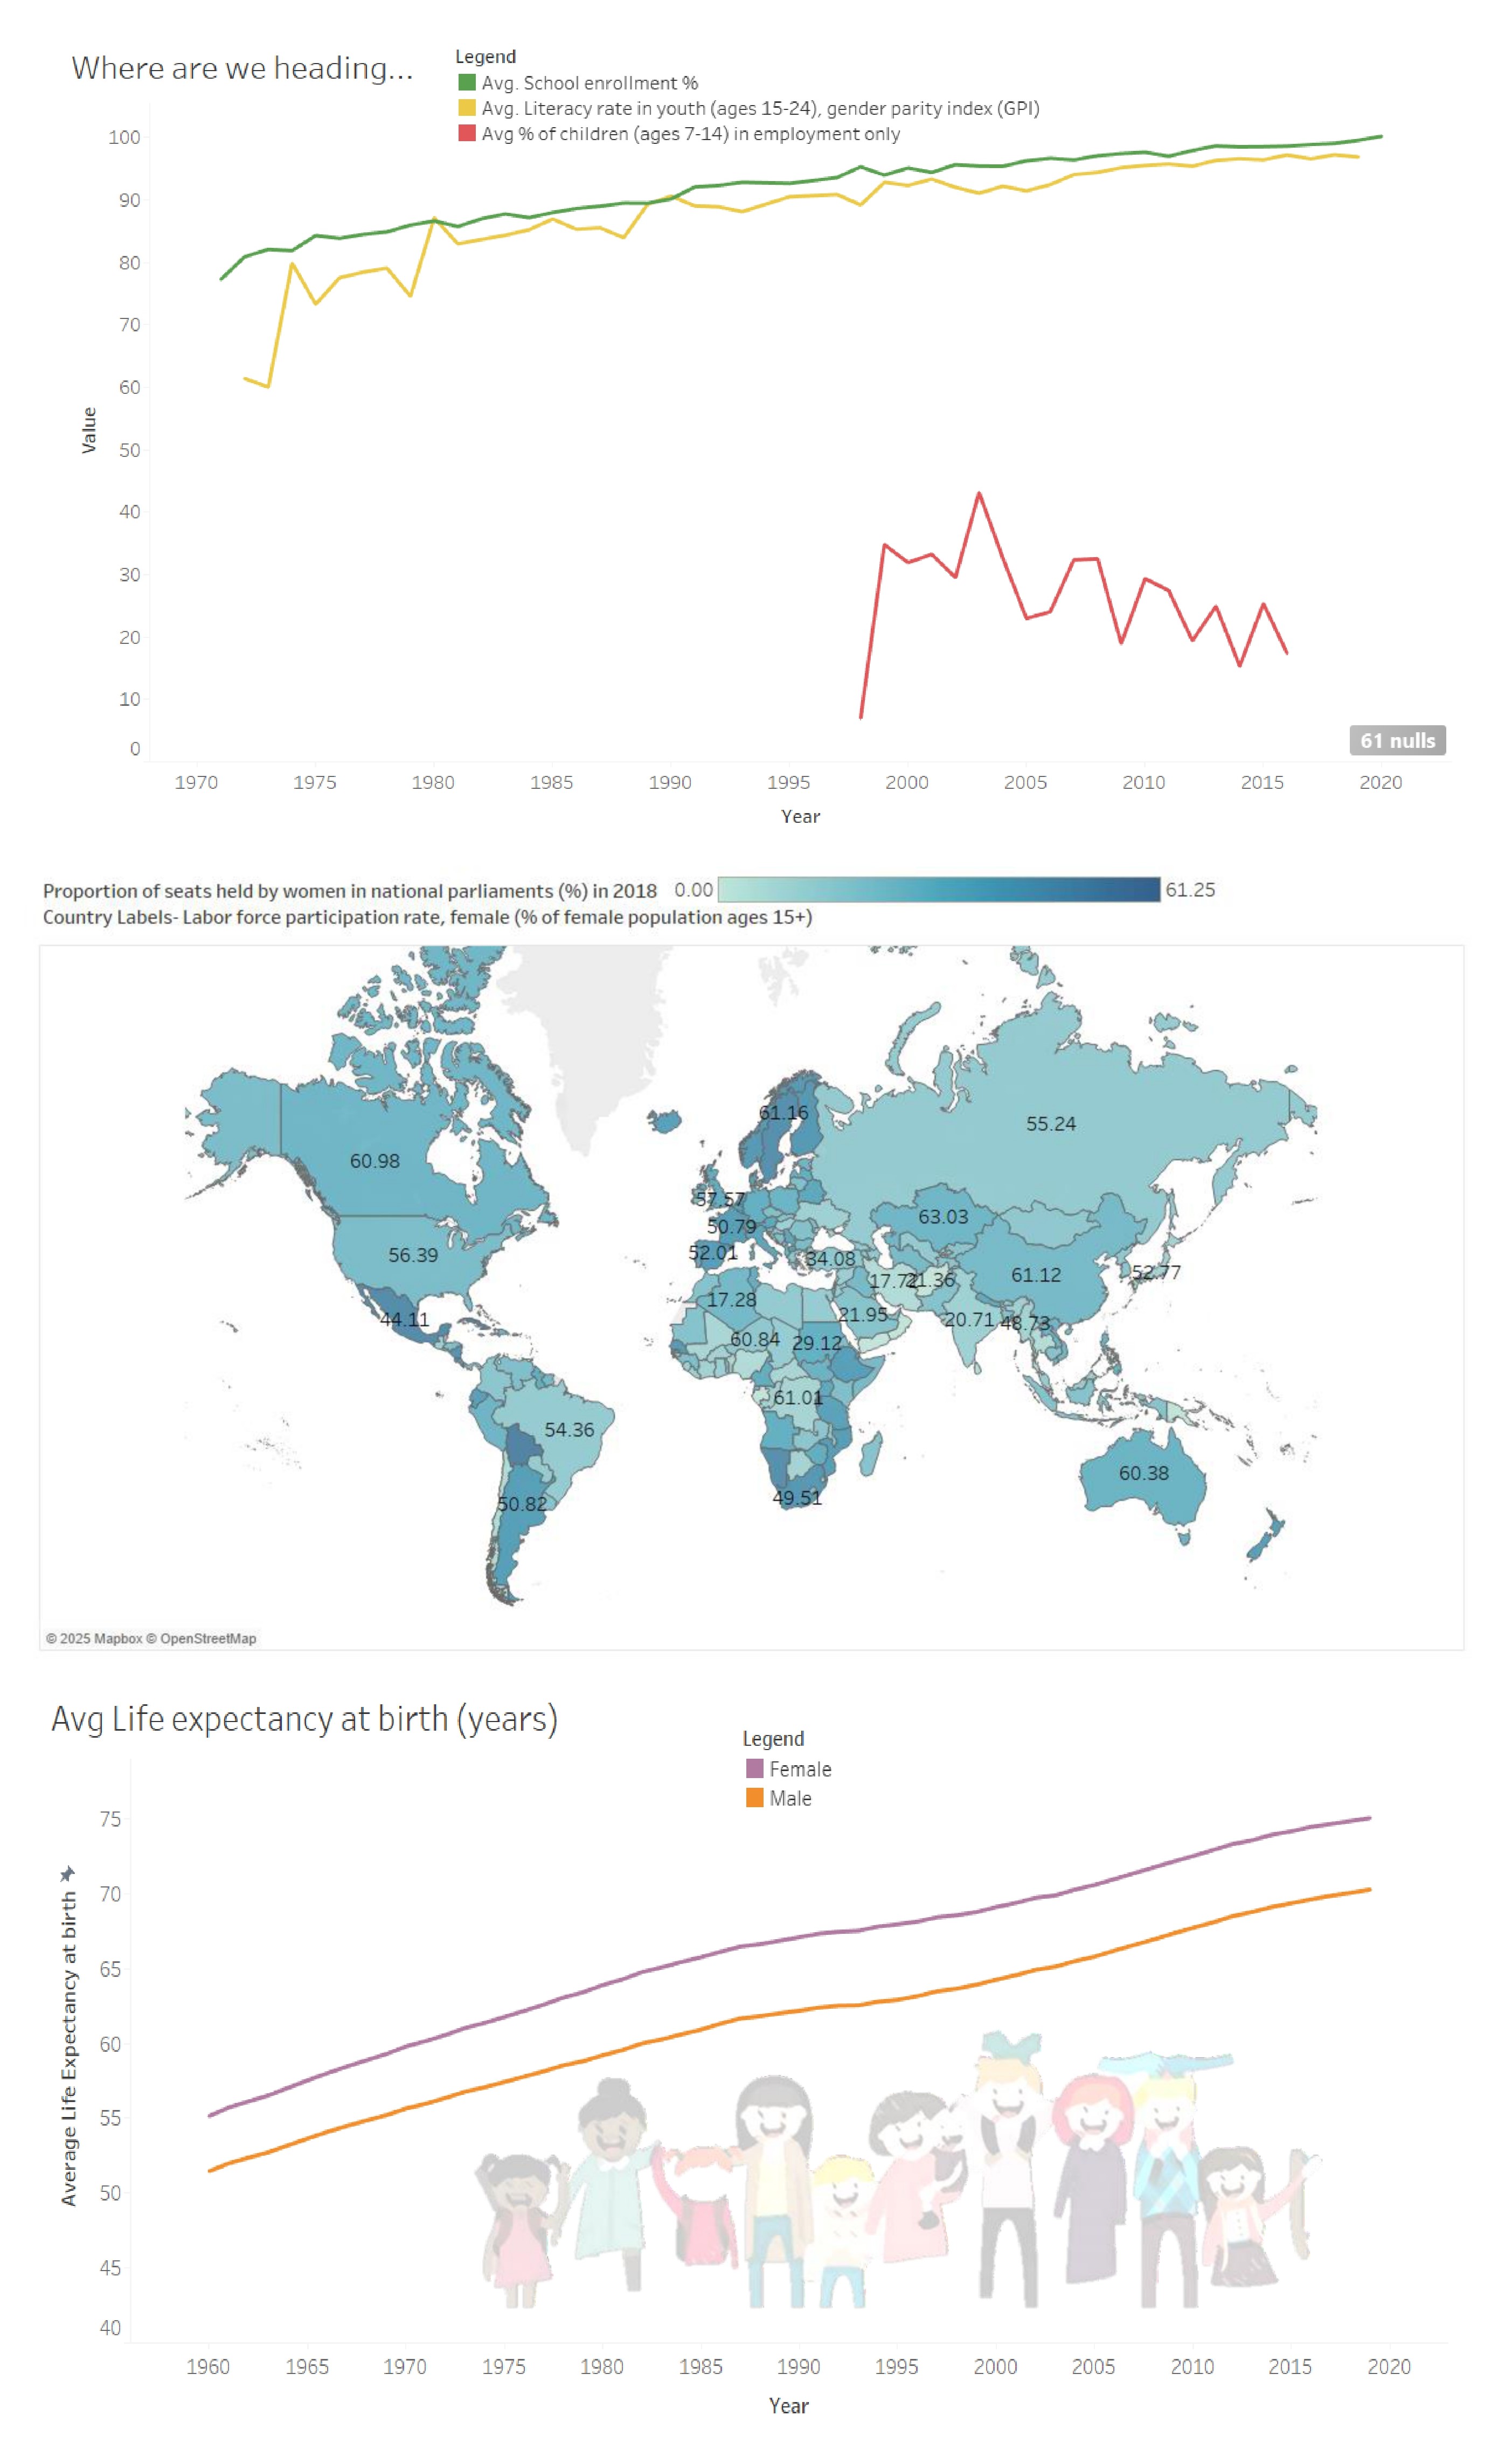 Where are we heading...
Legend
Avg. School enrollment %
Avg. Literacy rate in youth (ages 15-24), gender parity index (GPI)
Avg % of children (ages 7-14) in employment only
100
90
80
70
60
50
40
30
20
10
0
Value
61 nulls
1970 1975 1980 1985 1990 1995 2000 2005 2010 2015 2020
Year
Proportion of seats held by women in national parliaments (%) in 2018 0.00 61.25
Country Labels- Labor force participation rate, female (% of female population ages 15+)
61.16
55.24
60.98
57.57
63.03
50.79
56.39
52.01
34.08
17.72
21.36
61.12
52.77
17.28
21.95
44.11
20.71
48.73
60.84
29.12
61.01
54.36
60.38
49.51
50.82
© 2025 Mapbox © OpenStreetMap
Avg Life expectancy at birth (years)
Legend
Female
Male
75
70
65
60
55
50
45
40
Average Life Expectancy at birth
1960 1965 1970 1975 1980 1985 1990 1995 2000 2005 2010 2015 2020
Year